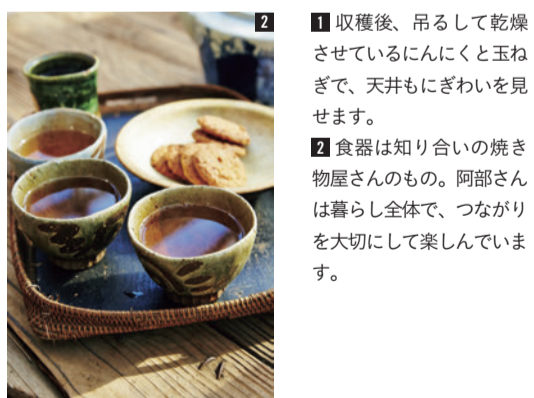 2
1 収穫後、吊るして乾燥
させているにんにくと玉ね
ぎで、天井もにぎわいを見
せます。
2 食器は知り合いの焼き
物屋さんのもの。阿部さん
は暮らし全体で、つながり
を大切にして楽しんでいま
す。